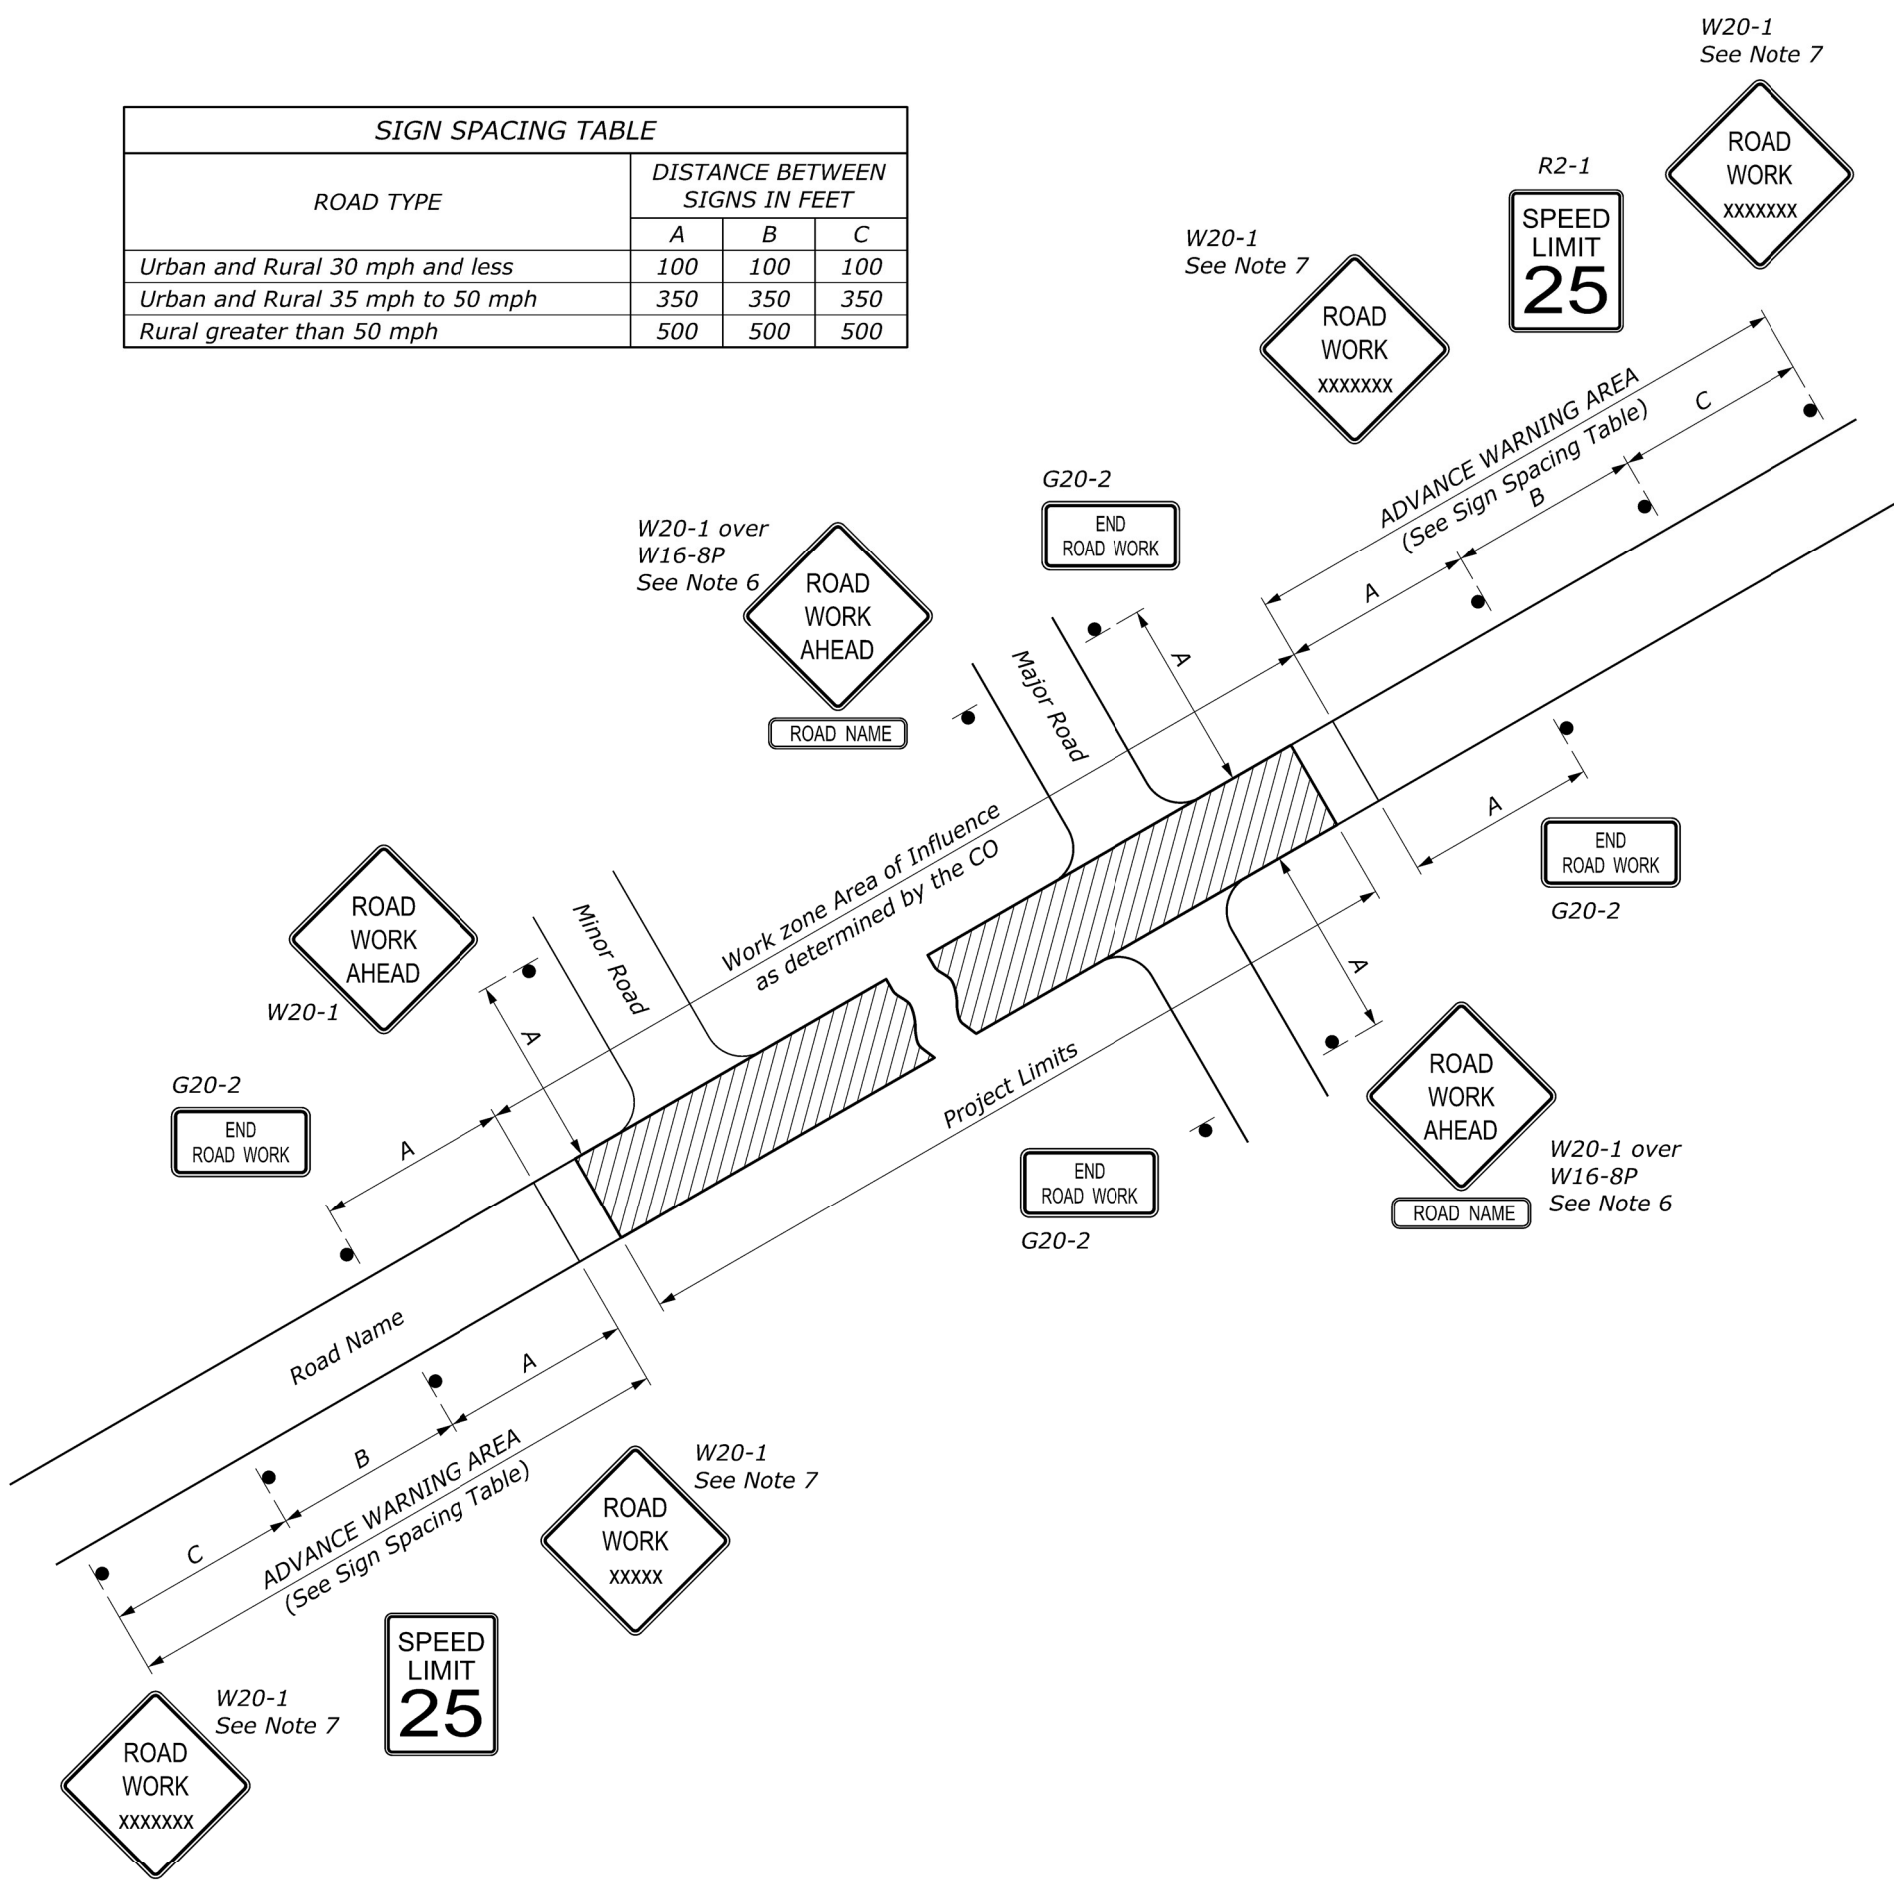 W20-1
See Note 7
ROAD
WORK
XXXXXXX
R2-1
SPEED
LIMIT
25
SIGN SPACING TABLE
ROAD TYPE
DISTANCE BETWEEN
SIGNS IN FEET
A B C
Urban and Rural 30 mph and less 100 100 100
Urban and Rural 35 mph to 50 mph 350 350 350
Rural greater than 50 mph 500 500 500
W20-1
See Note 7
ROAD
WORK
XXXXXXX
ADVANCE WARNING AREA
(See Sign Spacing Table)
C
B
A
G20-2
END
ROAD WORK
W20-1 over
W16-8P
See Note 6
ROAD
WORK
AHEAD
ROAD NAME
Major Road
A
Work zone Area of Influence
as determined by the CO
A
END
ROAD WORK
G20-2
ROAD
WORK
AHEAD
W20-1
Minor Road
A
A
G20-2
END
ROAD WORK
A
Project Limits
ROAD
WORK
AHEAD
ROAD NAME
W20-1 over
W16-8P
See Note 6
END
ROAD WORK
G20-2
Road Name
A
B
C
ADVANCE WARNING AREA
(See Sign Spacing Table)
W20-1
See Note 7
ROAD
WORK
XXXXX
SPEED
LIMIT
25
W20-1
See Note 7
ROAD
WORK
XXXXXXX